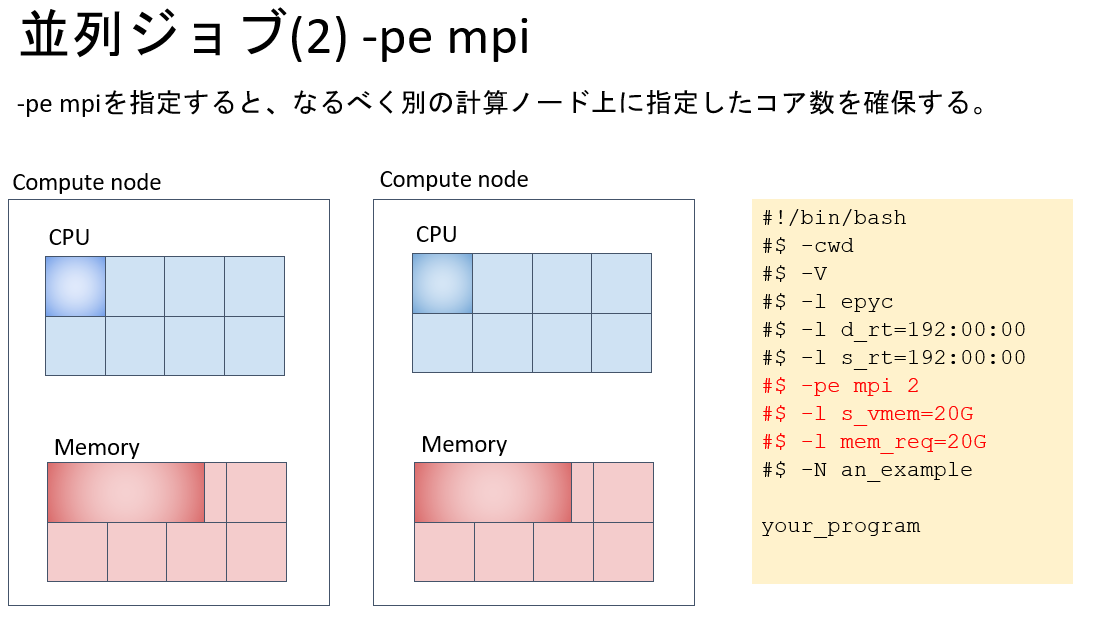 並列ジョブ(2) -pe mpi
-pe mpiを指定すると、なるべく別の計算ノード上に指定したコア数を確保する。
Compute node
CPU
Memory
Compute node
CPU
Memory
#!/bin/bash
#$ -cwd
#$ -V
#$ -l epyc
#$ -l d_rt=192:00:00
#$ -l s_rt=192:00:00
#$ -pe mpi 2
#$ -l s_vmem=20G
#$ -l mem_req=20G
#$ -N an_example
your_program